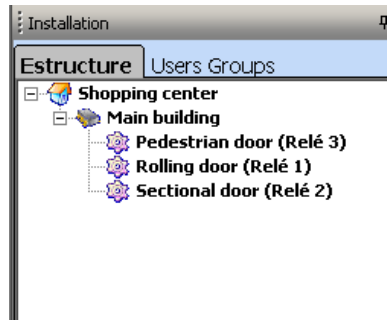 Installation
Estructure Users Groups
Shopping center
Main building
Pedestrian door (Relé 3)
Rolling door (Relé 1)
Sectional door (Relé 2)